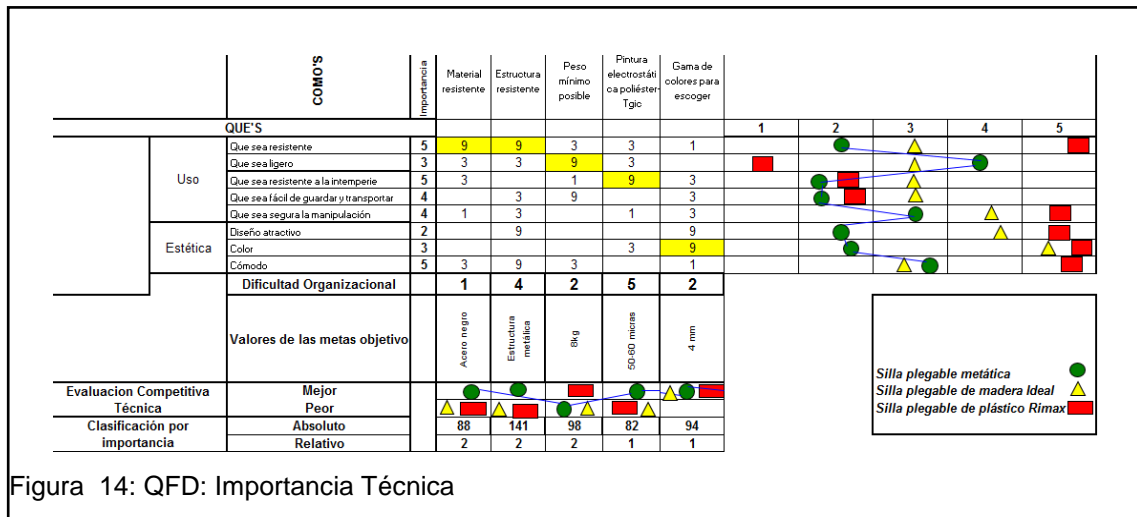 COMO'S
Importancia
Material resistente
Estructura resistente
Peso mínimo posible
Pintura electrostáti ca poliéster- Tgic
Gama de colores para escoger
QUE'S
1 2 3 4 5
Uso
Que sea resistente 5 9 9 3 3 1
Que sea ligero 3 3 3 9 3
Que sea resistente a la intemperie 5 3 1 9 3
Que sea fácil de guardar y transportar 4 3 9 3
Que sea segura la manipulación 4 1 3 1 3
Estética
Diseño atractivo 2 9 9
Color 3 3 9
Cómodo 5 3 9 3 1
Dificultad Organizacional 1 4 2 5 2
Valores de las metas objetivo
Acero negro
Estructura metálica
8kg
50-60 micras
4 mm
Silla plegable metática
Silla plegable de madera Ideal
Silla plegable de plástico Rimax
Evaluacion Competitiva Técnica
Mejor
Peor
Clasificación por importancia
Absoluto 88 141 98 82 94
Relativo 2 2 2 1 1
Figura 14: QFD: Importancia Técnica